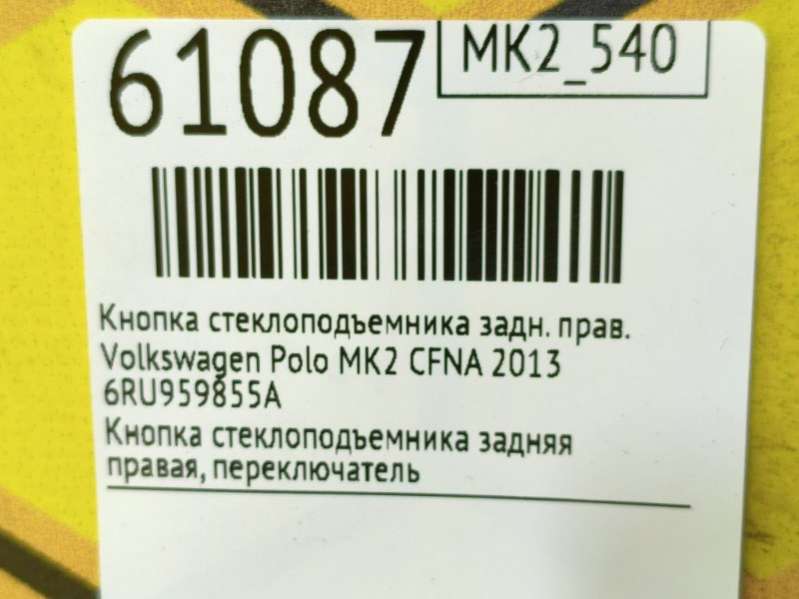 61087
MK2_540
Кнопка стеклоподъемника задн. прав.
Volkswagen Polo MK2 CFNA 2013
6RU959855A
Кнопка стеклоподъемника задняя
правая, переключатель